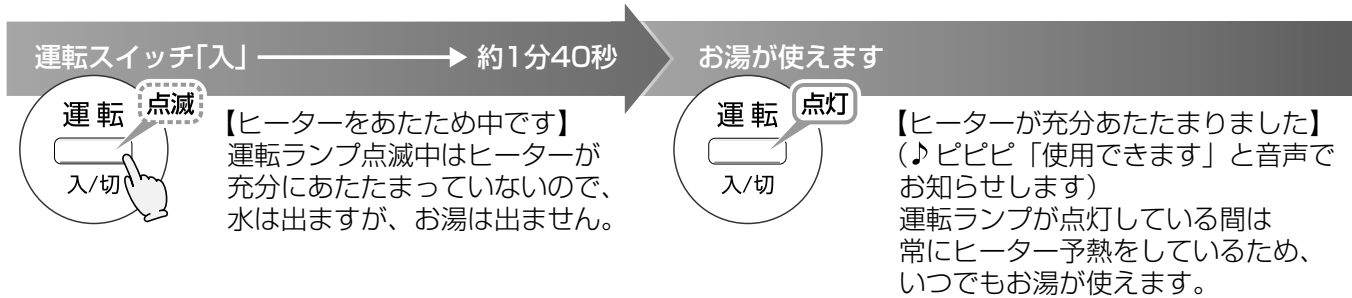 運転スイッチ「入」 約1分40秒
お湯が使えます
運転 点滅
入/切
【ヒーターをあたため中です】
運転ランプ点滅中はヒーターが
充分にあたたまっていないので、
水は出ますが、お湯は出ません。
運転 点灯
入/切
【ヒーターが充分あたたまりました】
(♪ピピピ「使用できます」と音声で
お知らせします)
運転ランプが点灯している間は
常にヒーター予熱をしているため、
いつでもお湯が使えます。